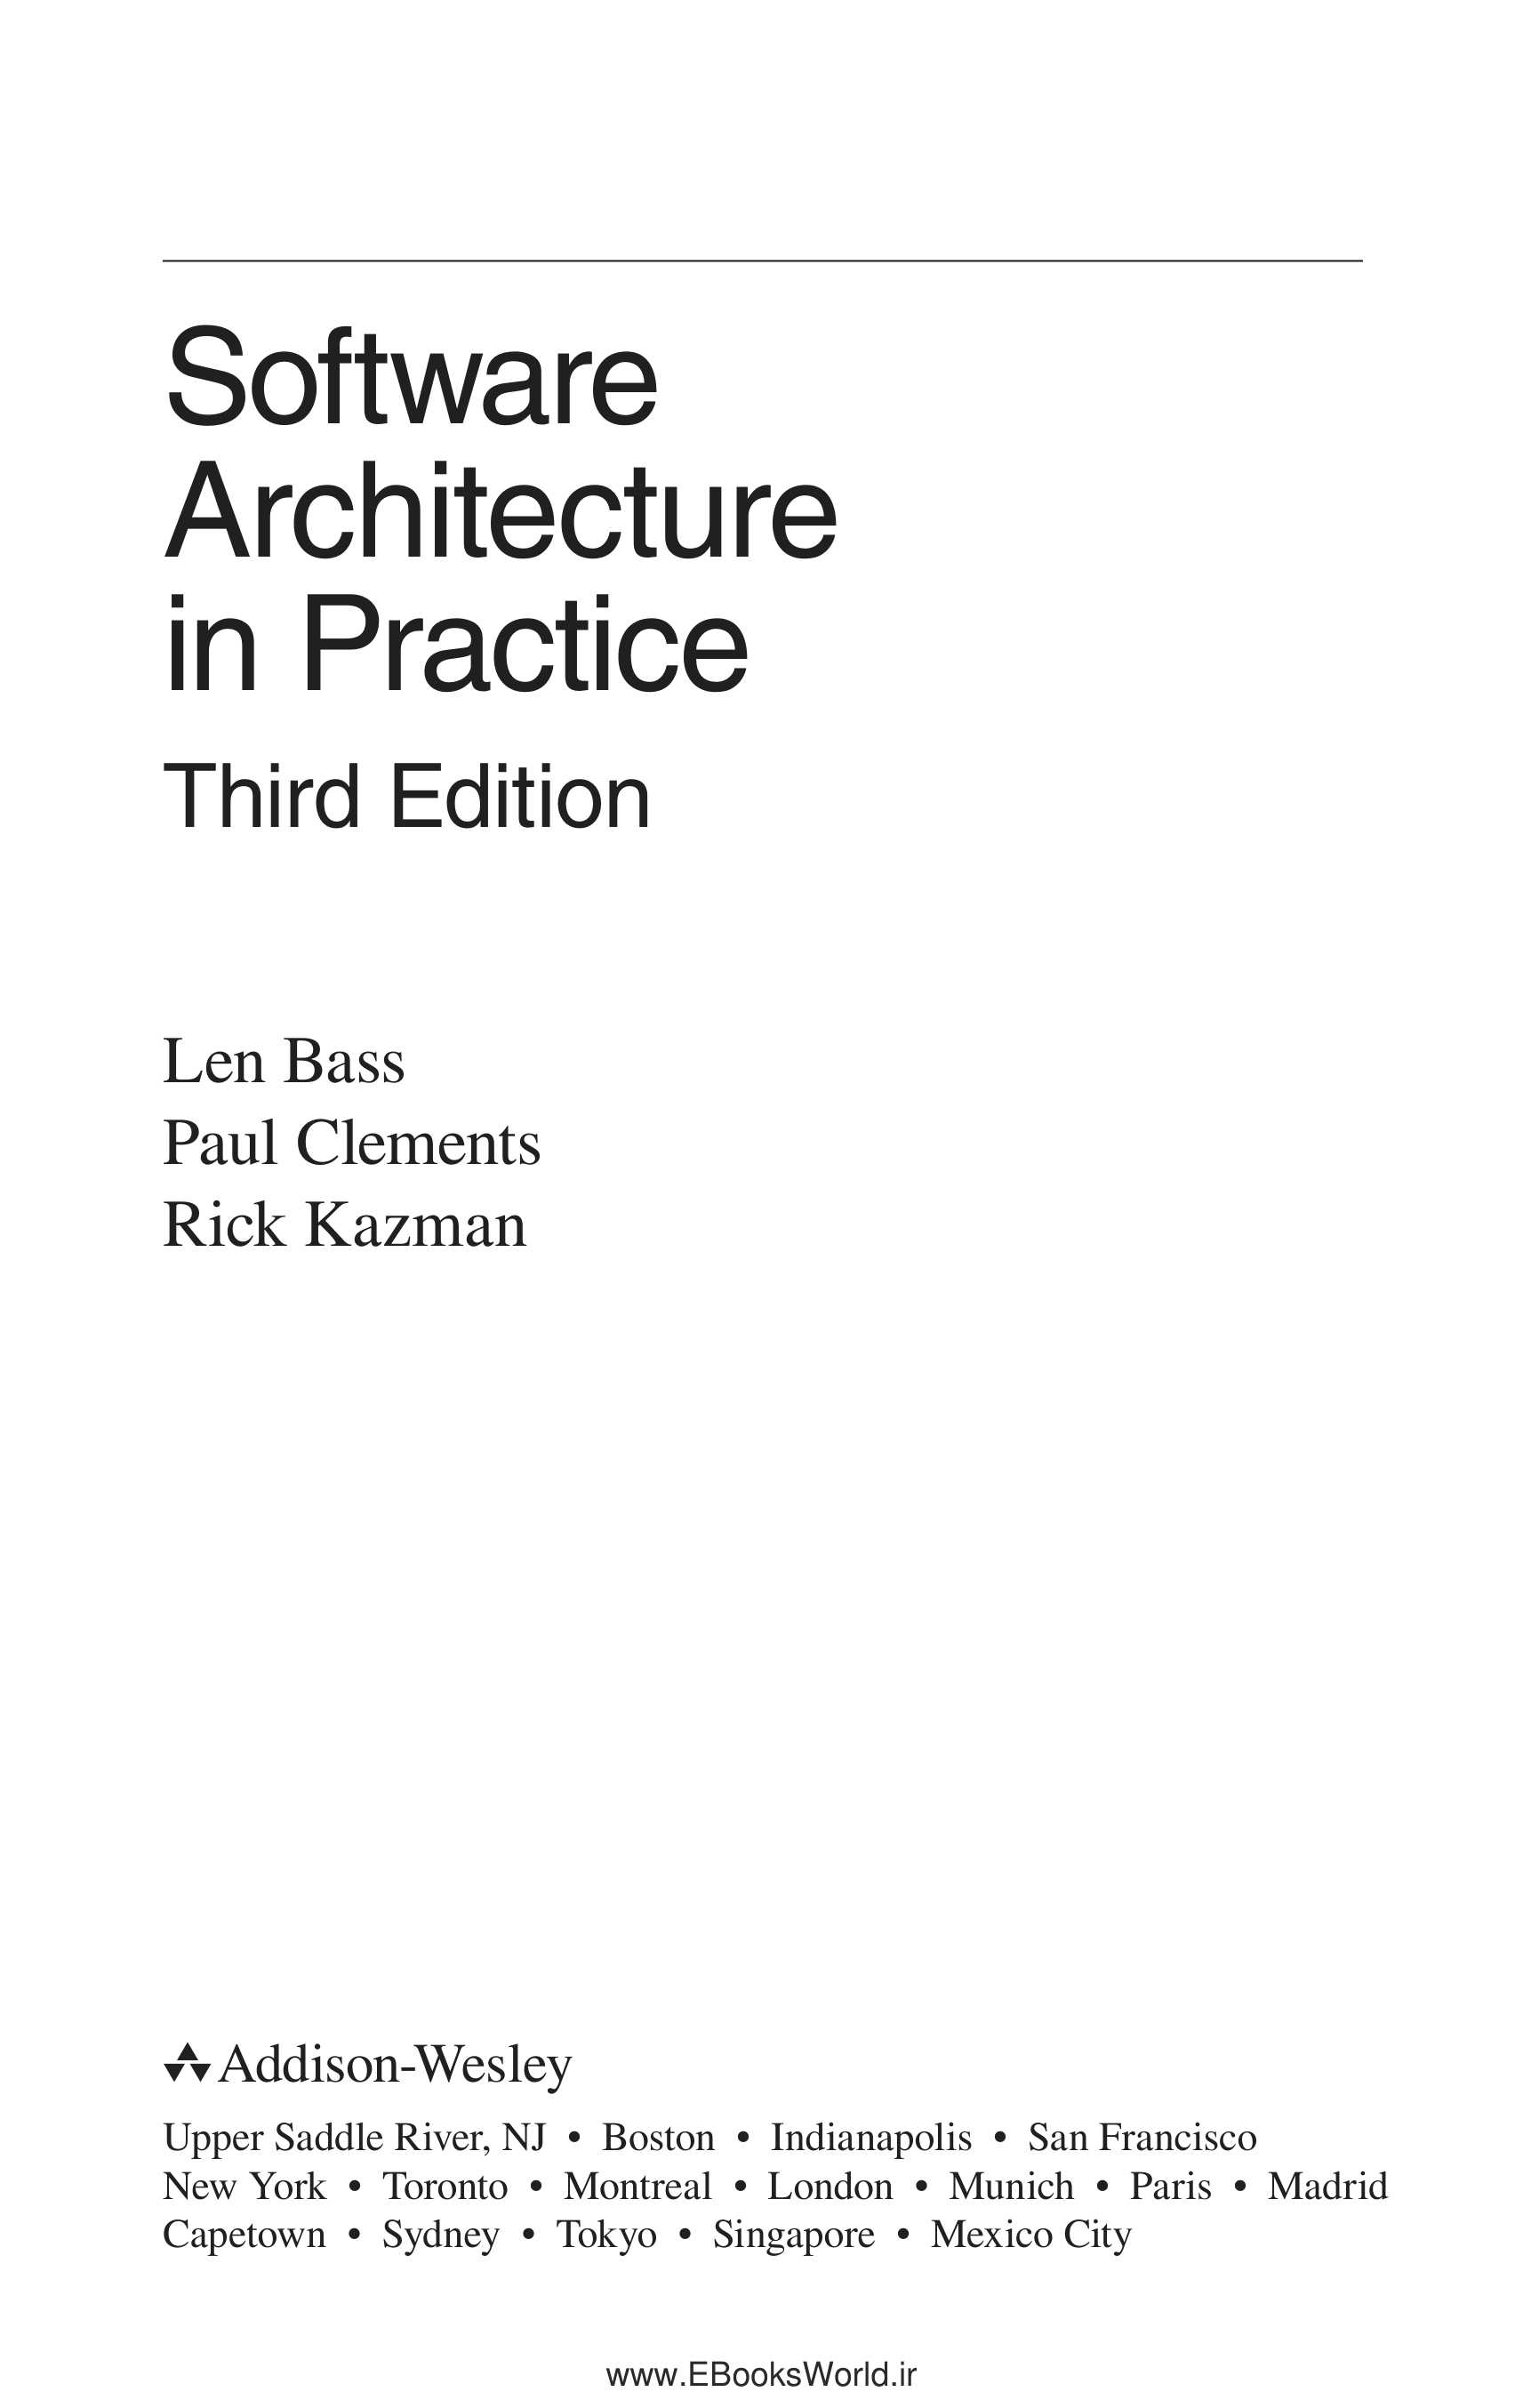 Software
Architecture
in Practice
Third Edition
Len Bass
Paul Clements
Rick Kazman
Addison-Wesley
Upper Saddle River, NJ • Boston • Indianapolis • San Francisco
New York • Toronto • Montreal • London • Munich • Paris • Madrid
Capetown • Sydney • Tokyo • Singapore • Mexico City
www.EBooksWorld.ir